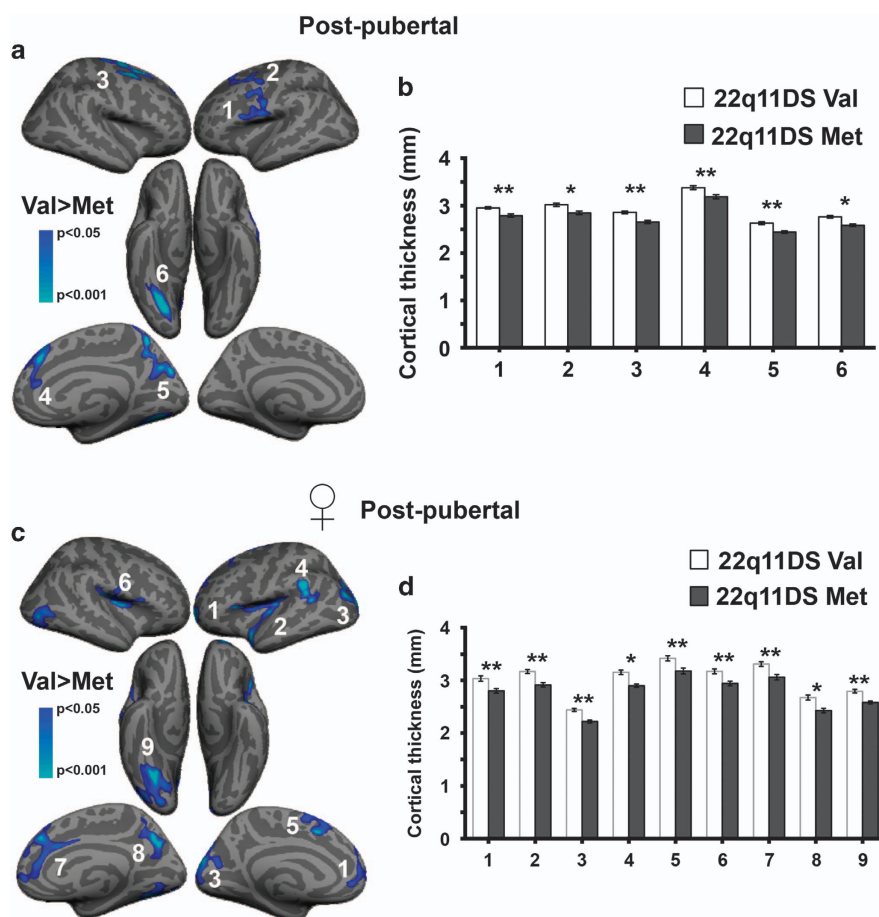 Post-pubertal
a
3
2
1
b
22q11DS Val
22q11DS Met
Val>Met
p<0.05
p<0.001
6
4
5
Cortical thickness (mm)
4
3
2
1
0
** * ** ** ** *
1 2 3 4 5 6
♀ Post-pubertal
c
6
4
1
2
3
d
22q11DS Val
22q11DS Met
Val>Met
p<0.05
p<0.001
9
7
8
5
3
1
Cortical thickness (mm)
4
3
2
1
0
** ** ** * ** ** ** * **
1 2 3 4 5 6 7 8 9